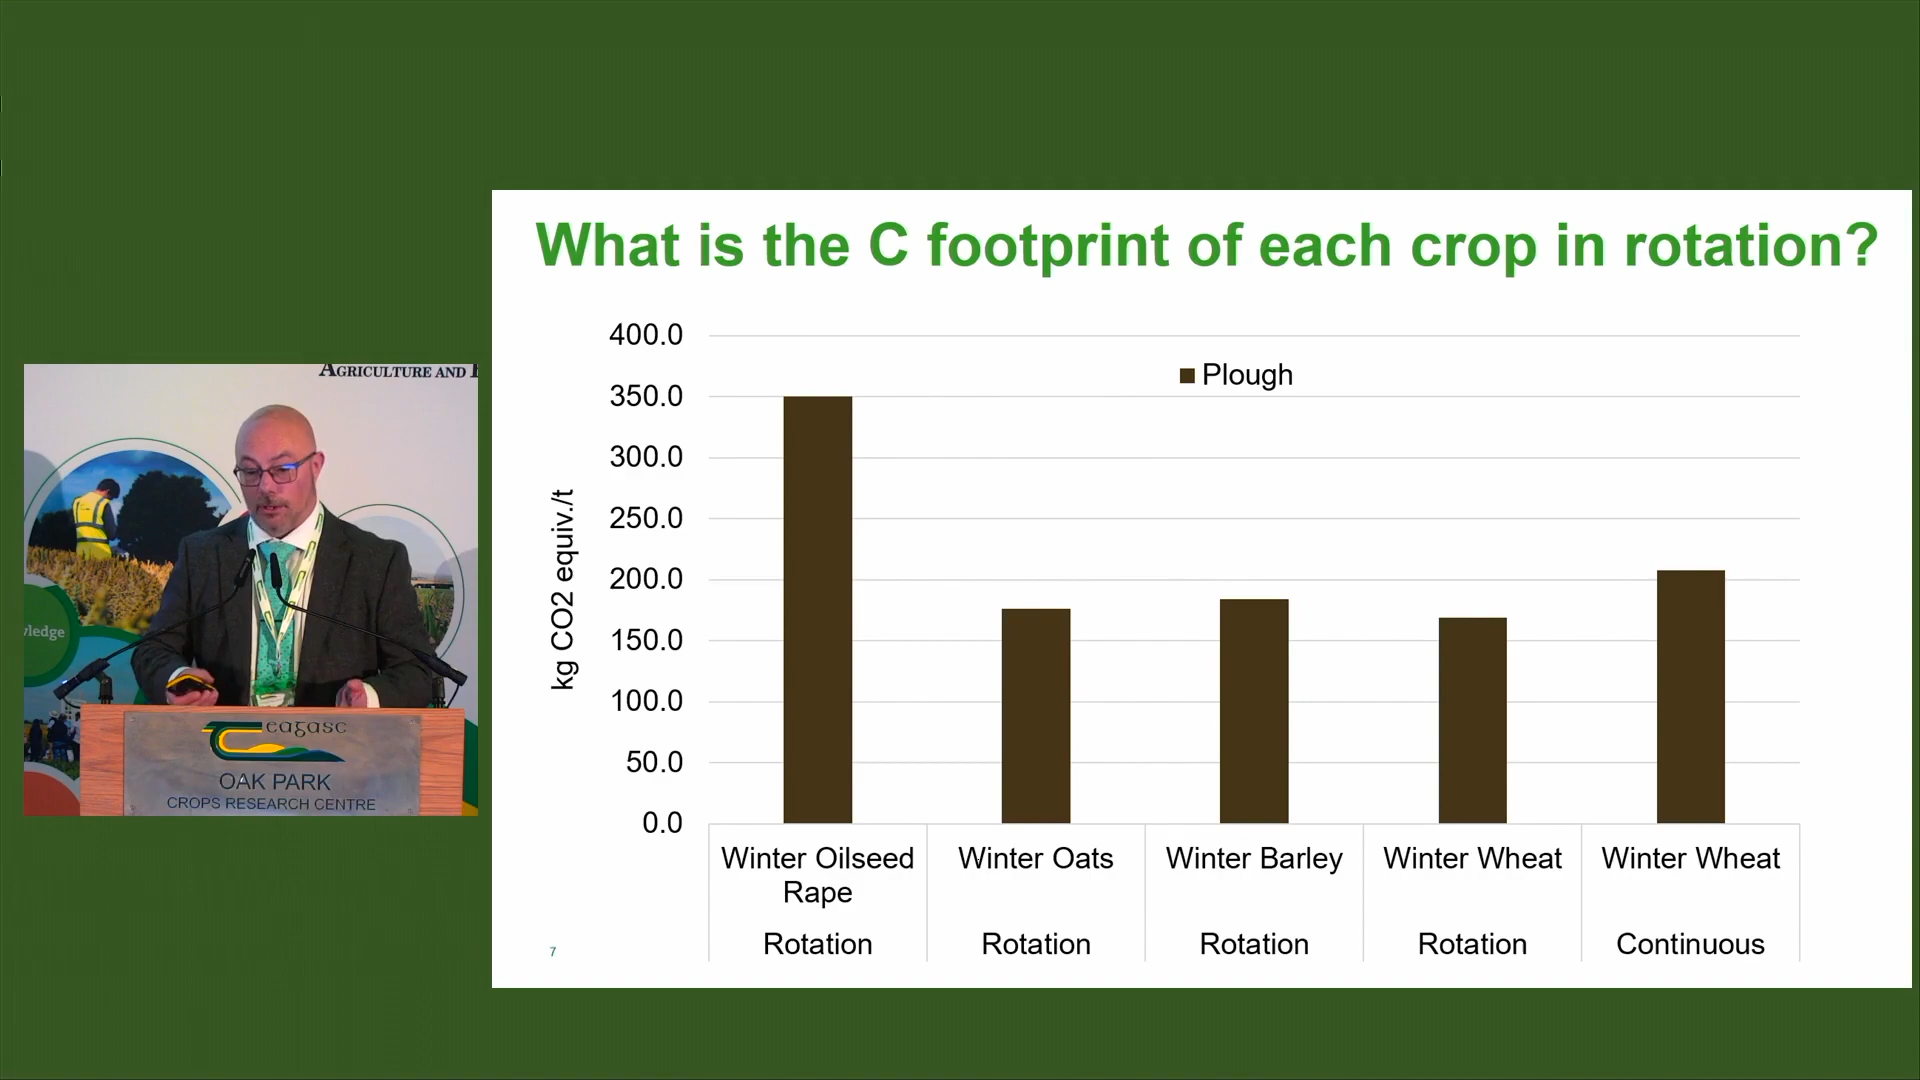 What is the C footprint of each crop in rotation?
400.0
350.0
300.0
250.0
200.0
150.0
100.0
50.0
0.0
kg CO2 equiv./t
Plough
Winter Oilseed
Rape
Winter Oats
Winter Barley
Winter Wheat
Winter Wheat
Rotation
Rotation
Rotation
Rotation
Continuous
7
AGRICULTURE AND
ledge
eagasc
OAK PARK
CROPS RESEARCH CENTRE